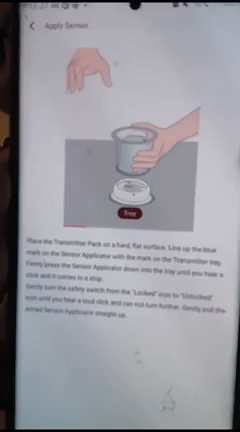 Apply Sensor
Tray
Place the Transmitter Pack on a hard, flat surface. Line up the blue
mark on the Sensor Applicator with the mark on the Transmitter tray.
Firmly press the Sensor Applicator down into the tray until you hear a
click and it comes to a stop.
Gently turn the safety switch from the "Locked" icon to "Unlocked"
icon until you hear a loud click and can not turn further. Gently pull the
armed Sensor Applicator straight up.